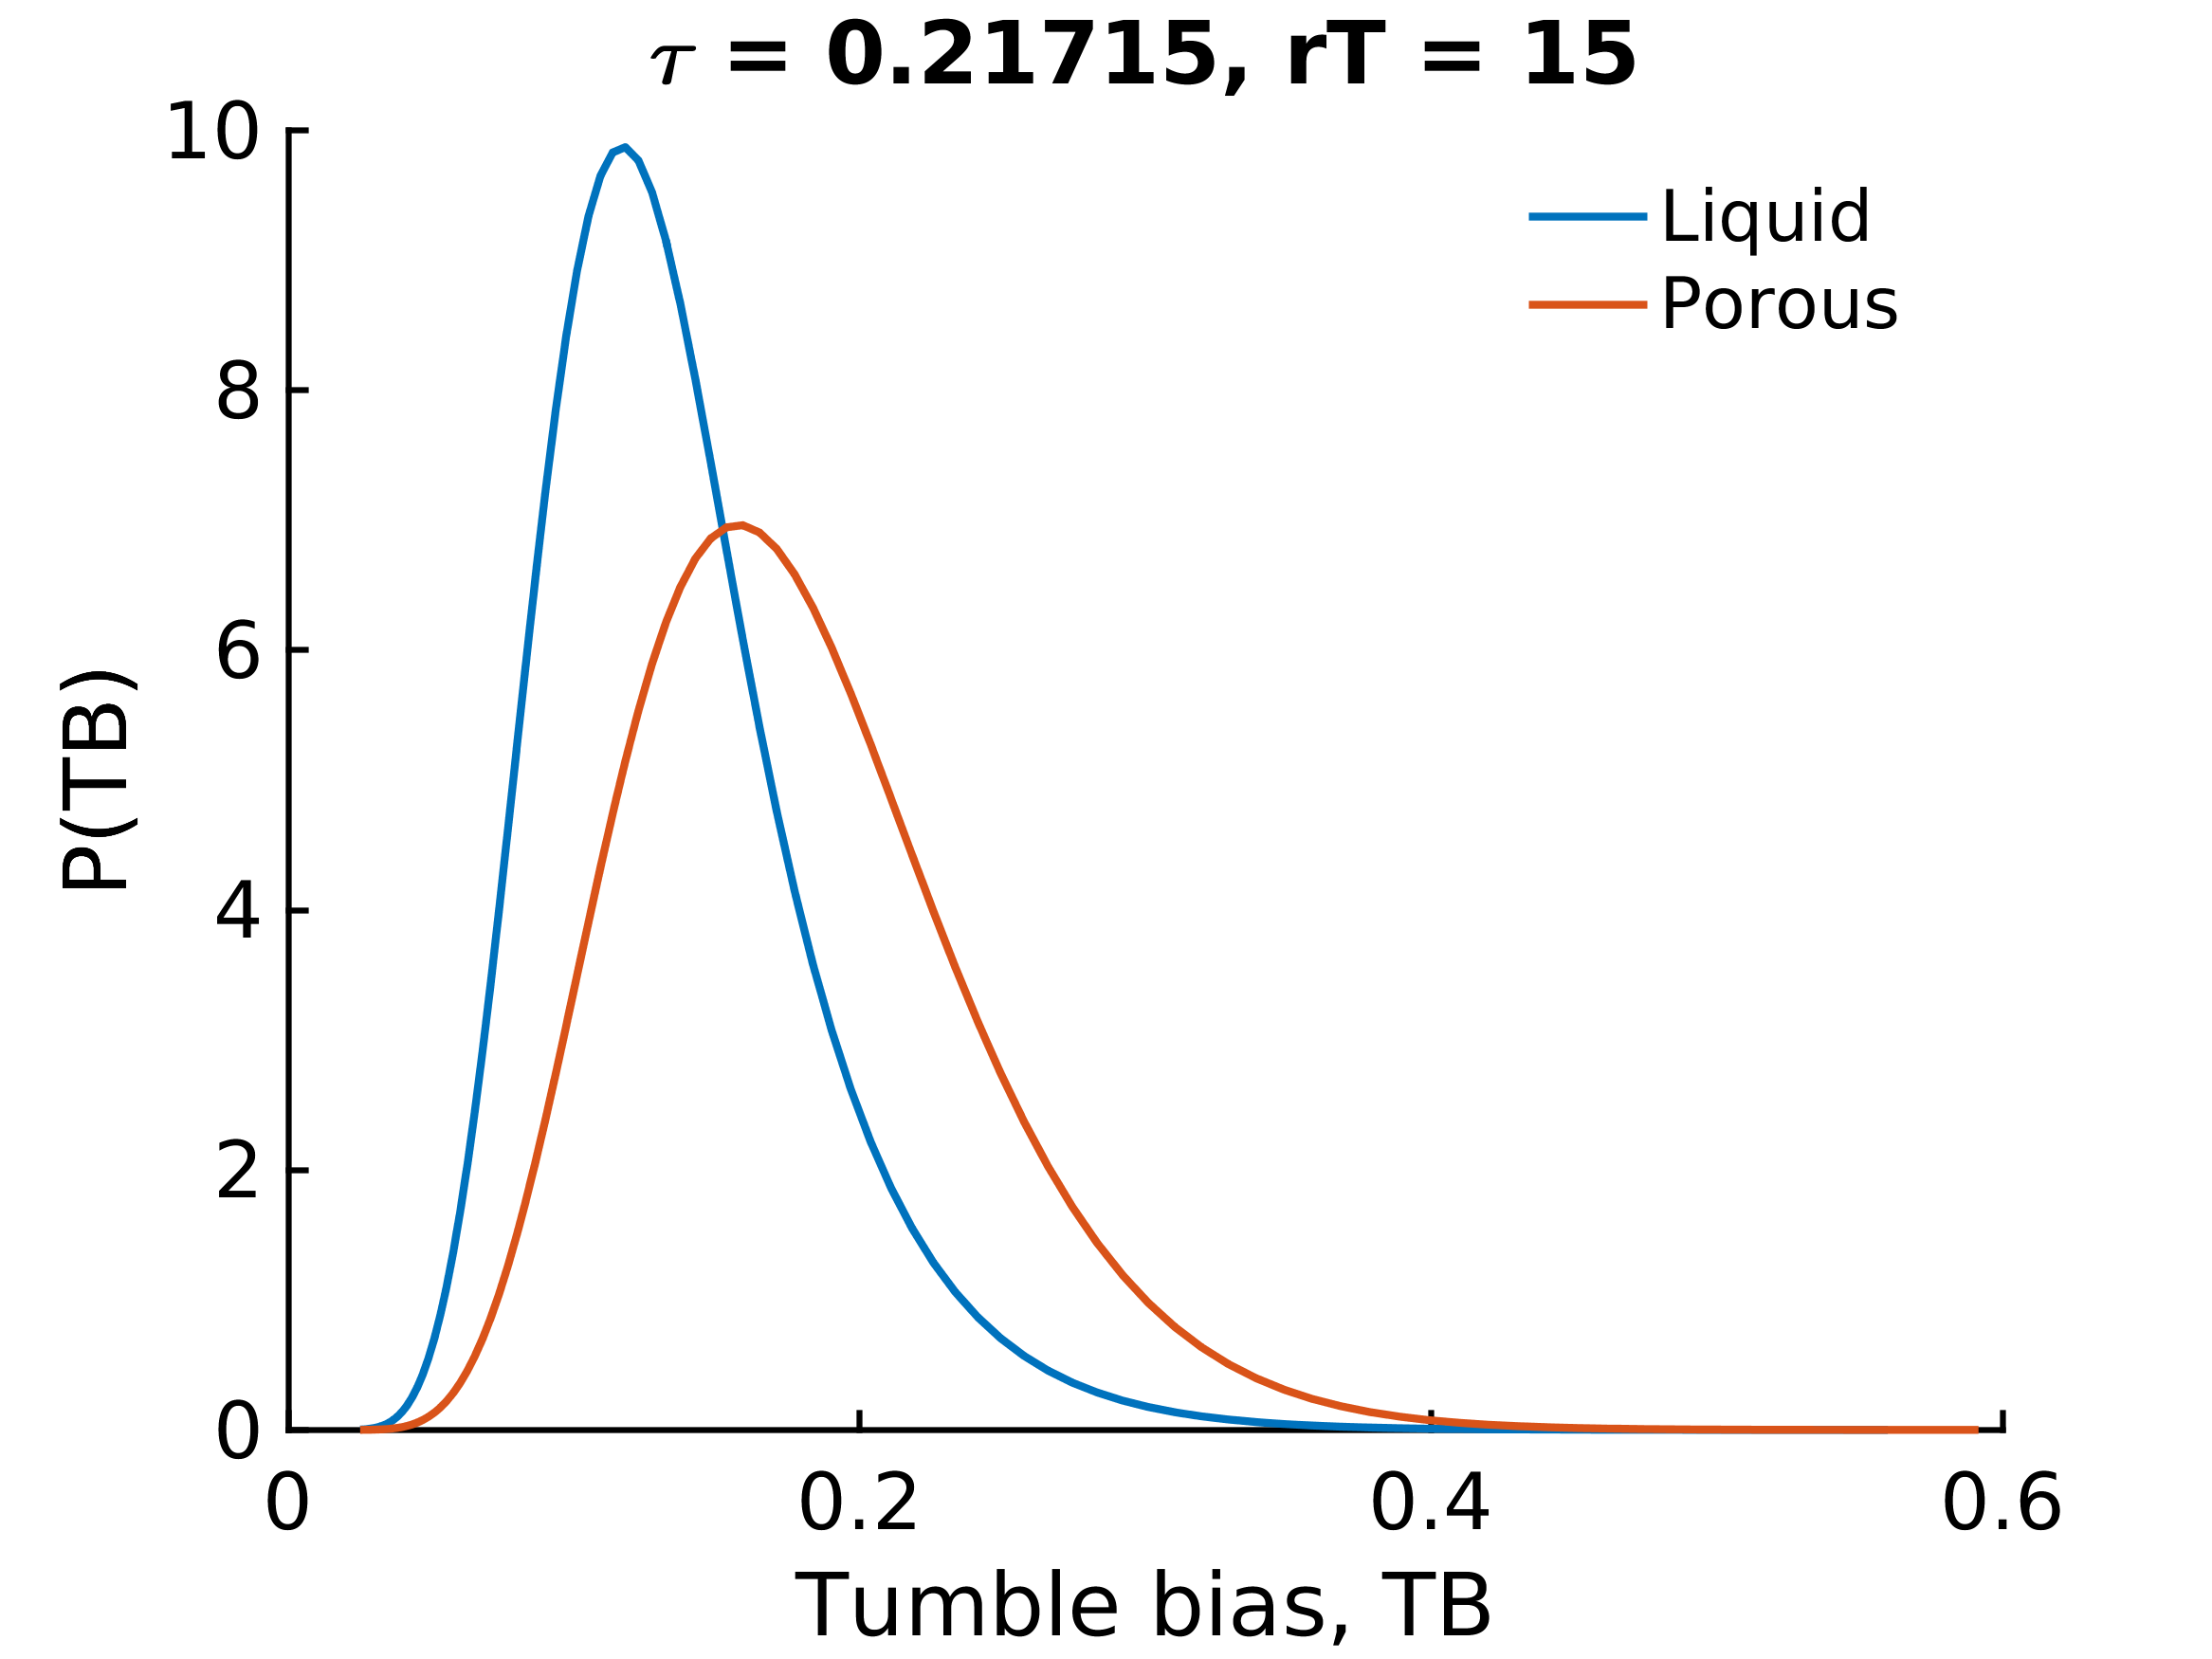 τ = 0.21715, rT = 15
10
8
6
4
2
0
P(TB)
Liquid
Porous
0 0.2 0.4 0.6
Tumble bias, TB